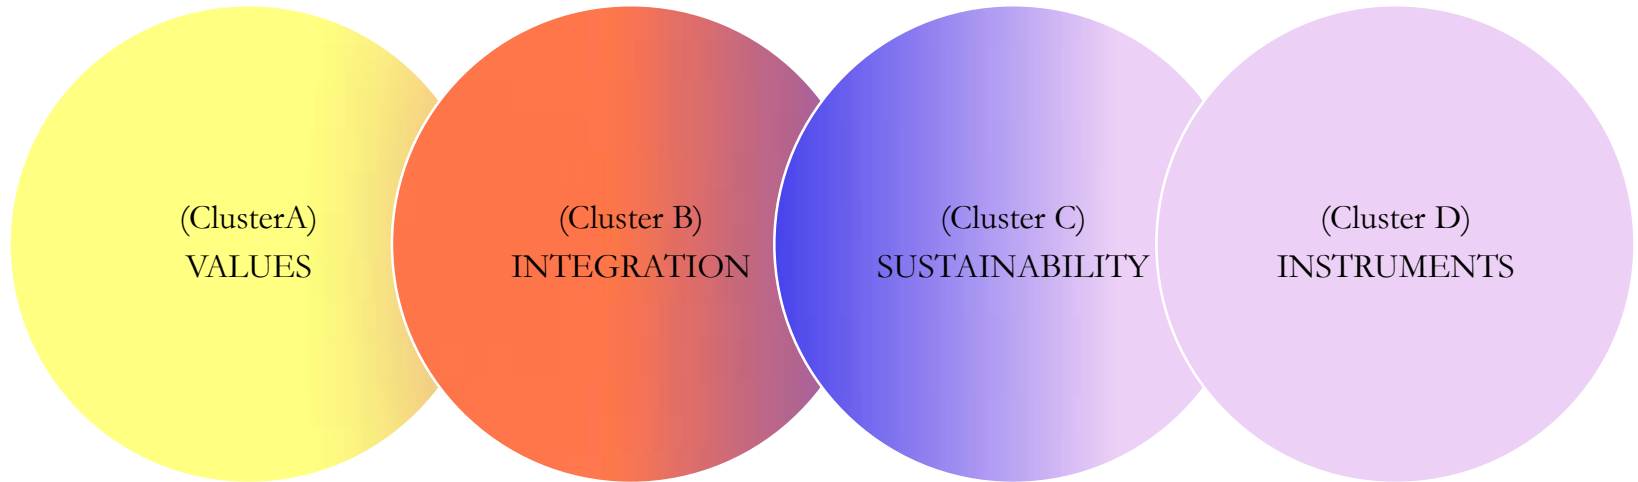 (ClusterA)
VALUES
(Cluster B)
INTEGRATION
(Cluster C)
SUSTAINABILITY
(Cluster D)
INSTRUMENTS